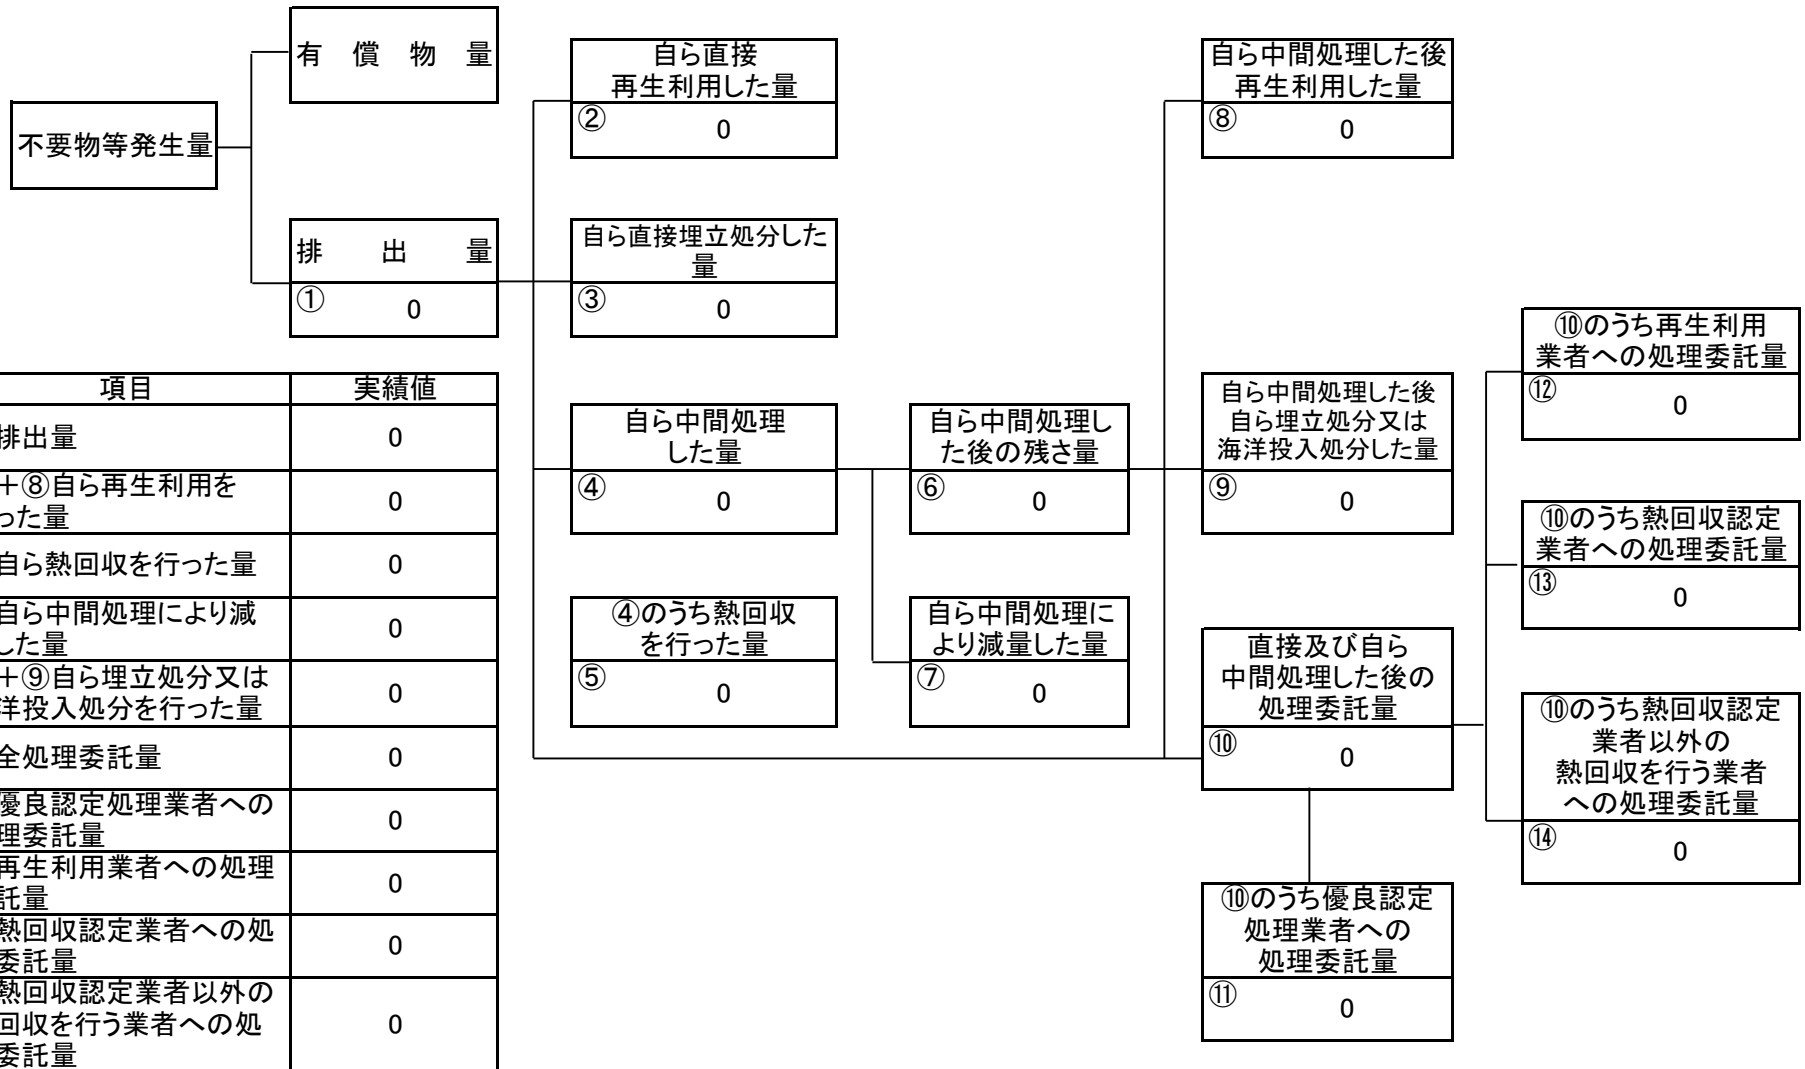 有　償　物　量
不要物等発生量
排　出　量
①
0
自ら直接
再生利用した量
②
0
自ら直接埋立処分した
量
③
0
自ら中間処理
した量
④
0
④のうち熱回収
を行った量
⑤
0
自ら中間処理し
た後の残さ量
⑥
0
自ら中間処理に
より減量した量
⑦
0
自ら中間処理した後
再生利用した量
⑧
0
自ら中間処理した後
自ら埋立処分又は
海洋投入処分した量
⑨
0
直接及び自ら
中間処理した後の
処理委託量
⑩
0
⑩のうち優良認定
処理業者への
処理委託量
⑪
0
⑩のうち再生利用
業者への処理委託量
⑫
0
⑩のうち熱回収認定
業者への処理委託量
⑬
0
⑩のうち熱回収認定
業者以外の
熱回収を行う業者
への処理委託量
⑭
0
項目 実績値
排出量
0
＋⑧自ら再生利用を
った量
0
自ら熱回収を行った量
0
自ら中間処理により減
した量
0
＋⑨自ら埋立処分又は
洋投入処分を行った量
0
全処理委託量
0
優良認定処理業者への
理委託量
0
再生利用業者への処理
託量
0
熱回収認定業者への処
委託量
0
熱回収認定業者以外の
回収を行う業者への処
委託量
0